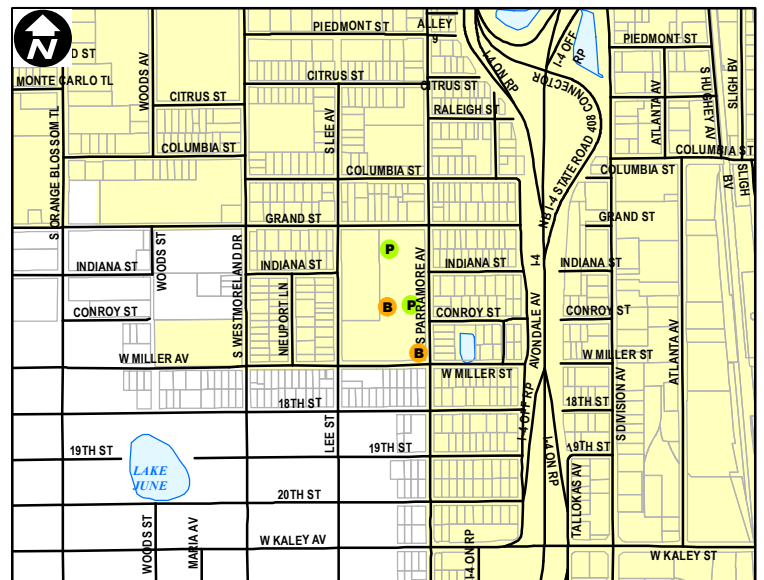 PIEDMONT ST
ALLEY
9
I-4 ON RP
I-4 OFF
RP
PIEDMONT ST
N
D ST
WOODS AV
MONTE CARLO TL
CITRUS ST
CITRUS ST
CITRUS ST
CONNECTOR
ATLANTA AV
S HUGHEY AV
SLIGH AV
S ORANGE BLOSSOM TL
S LEE AV
RALEIGH ST
NB I-4 STATE ROAD 408
COLUMBIA ST
COLUMBIA ST
COLUMBIA ST
COLUMBIA ST
SLIGH
BV
GRAND ST
GRAND ST
WOODS ST
S WESTMORELAND DR
P
S PARRAMORE AV
I-4
INDIANA ST
INDIANA ST
INDIANA ST
INDIANA ST
NIEUPORT LN
B
P
AVONDALE AV
CONROY ST
CONROY ST
CONROY ST
ATLANTA AV
B
W MILLER AV
W MILLER ST
W MILLER ST
18TH ST
I-4 OFF RP
18TH ST
S DIVISION AV
LEE ST
19TH ST
19TH ST
I-4 ON RP
19TH ST
LAKE
JUNE
20TH ST
TALLOKAS AV
WOODS ST
MARIA AV
W KALEY AV
I-4 ON RP
W KALEY ST